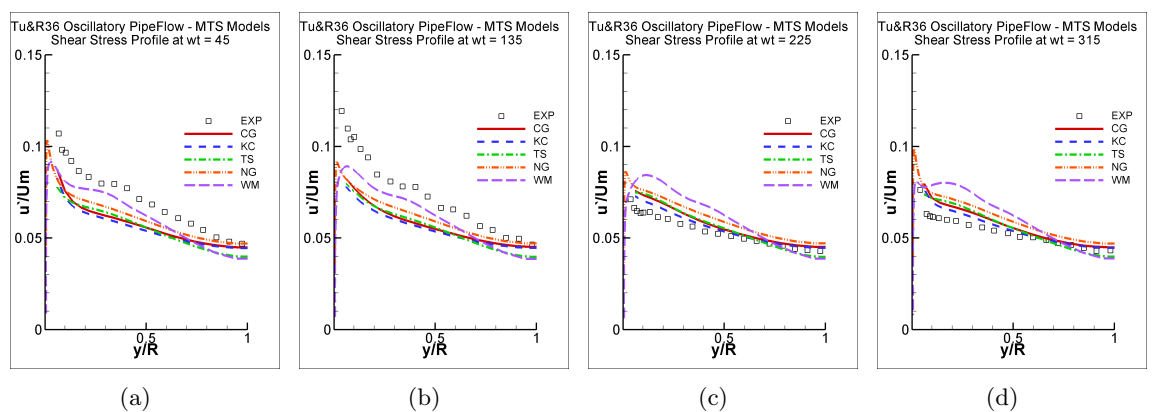 Tu&R36 Oscillatory PipeFlow - MTS Models
Shear Stress Profile at wt = 45
0.15
0.1
0.05
0
0.5
1
u'/Um
y/R
EXP
CG
KC
TS
NG
WM
(a)
Tu&R36 Oscillatory PipeFlow - MTS Models
Shear Stress Profile at wt = 135
0.15
0.1
0.05
0
0.5
1
u'/Um
y/R
EXP
CG
KC
TS
NG
WM
(b)
Tu&R36 Oscillatory PipeFlow - MTS Models
Shear Stress Profile at wt = 225
0.15
0.1
0.05
0
0.5
1
u'/Um
y/R
EXP
CG
KC
TS
NG
WM
(c)
Tu&R36 Oscillatory PipeFlow - MTS Models
Shear Stress Profile at wt = 315
0.15
0.1
0.05
0
0.5
1
u'/Um
y/R
EXP
CG
KC
TS
NG
WM
(d)